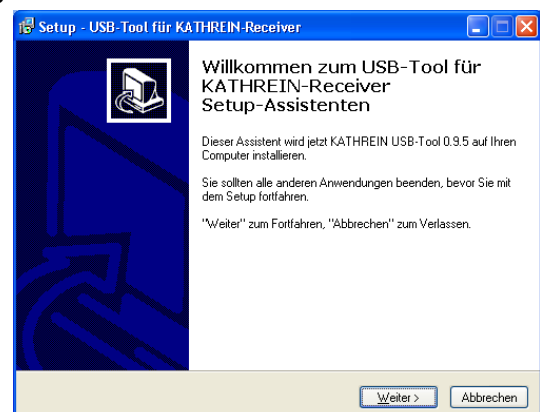 Setup - USB-Tool für KATHREIN-Receiver
Willkommen zum USB-Tool für
KATHREIN-Receiver
Setup-Assistenten
Dieser Assistent wird jetzt KATHREIN USB-Tool 0.9.5 auf Ihren
Computer installieren.
Sie sollten alle anderen Anwendungen beenden, bevor Sie mit
dem Setup fortfahren.
"Weiter" zum Fortfahren, "Abbrechen" zum Verlassen.
Weiter > Abbrechen